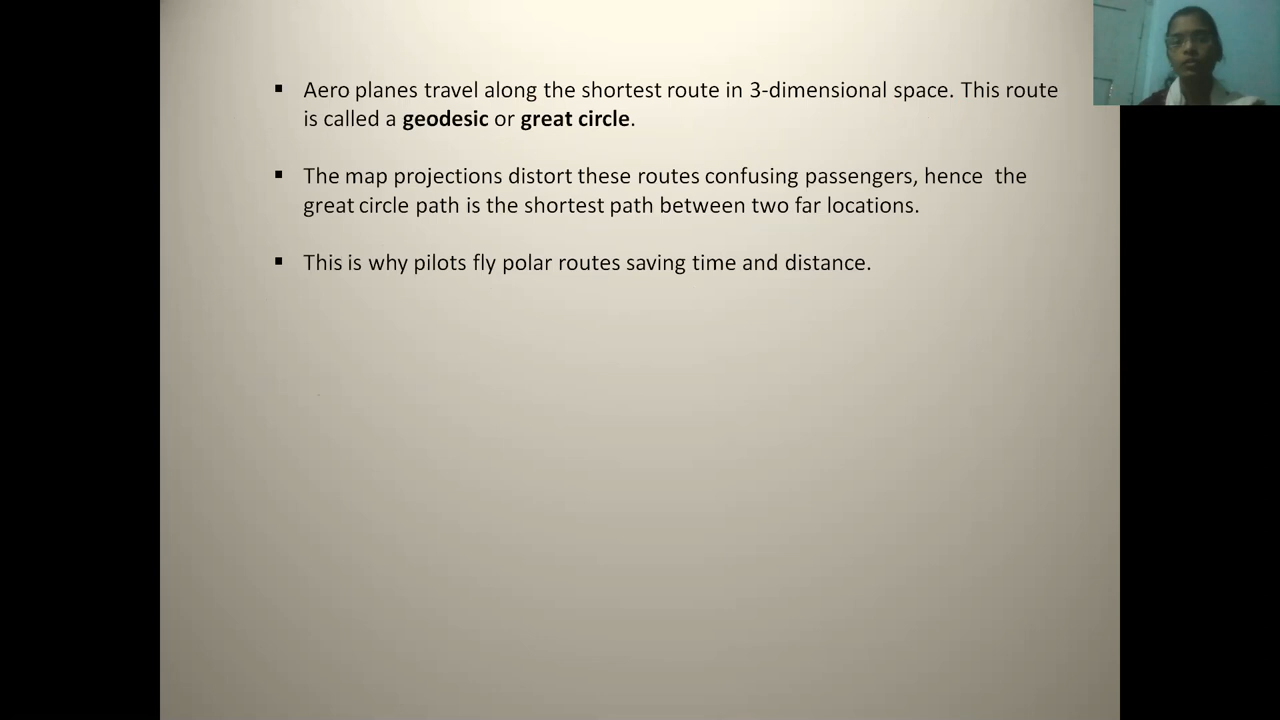 ▪ Aero planes travel along the shortest route in 3-dimensional space. This route
is called a geodesic or great circle.
▪ The map projections distort these routes confusing passengers, hence  the
great circle path is the shortest path between two far locations.
▪ This is why pilots fly polar routes saving time and distance.